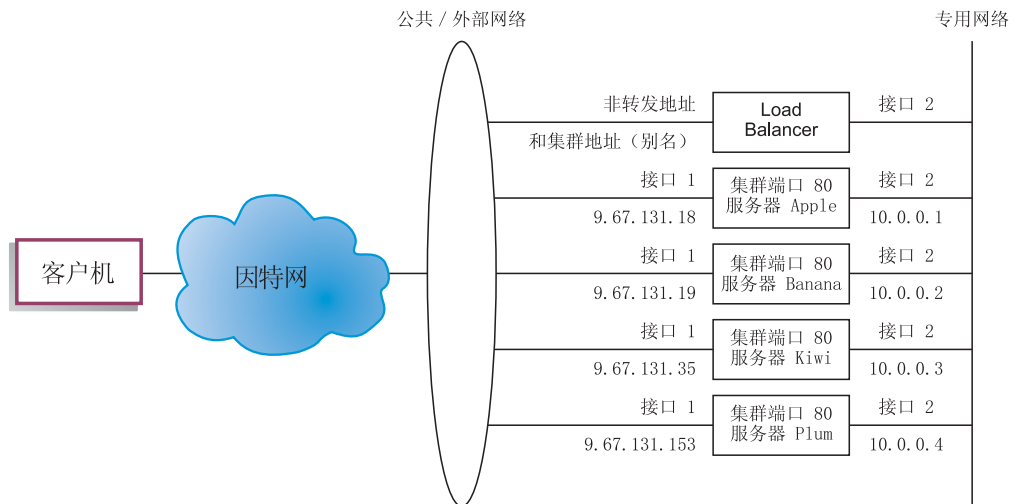 公共/外部网络
专用网络
非转发地址
和集群地址（别名）
Load
Balancer
接口 2
接口 1
9.67.131.18
集群端口 80
服务器 Apple
接口 2
10.0.0.1
客户机
因特网
接口 1
9.67.131.19
集群端口 80
服务器 Banana
接口 2
10.0.0.2
接口 1
9.67.131.35
集群端口 80
服务器 Kiwi
接口 2
10.0.0.3
接口 1
9.67.131.153
集群端口 80
服务器 Plum
接口 2
10.0.0.4